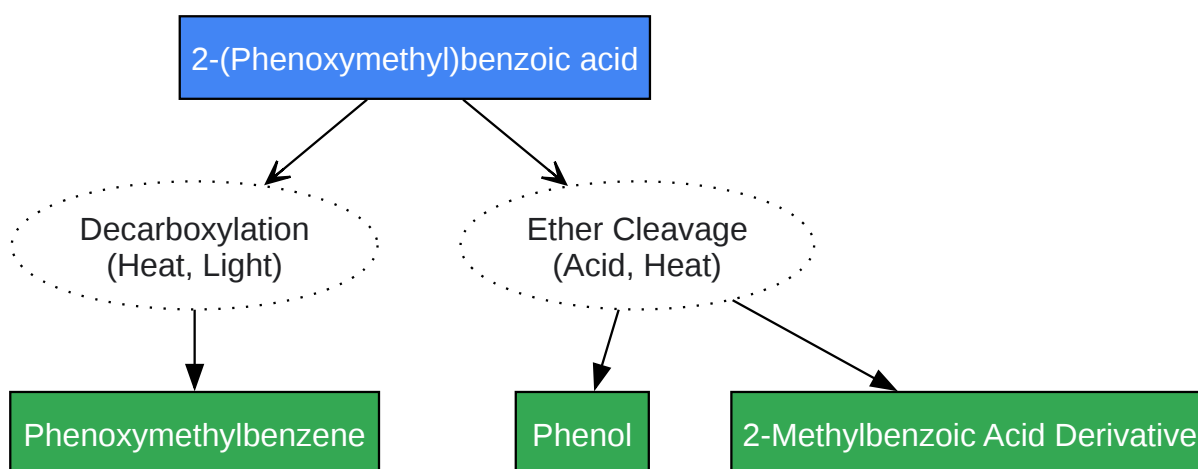 2-(Phenoxymethyl)benzoic acid
Decarboxylation
(Heat, Light)
Ether Cleavage
(Acid, Heat)
Phenoxymethylbenzene
Phenol
2-Methylbenzoic Acid Derivative